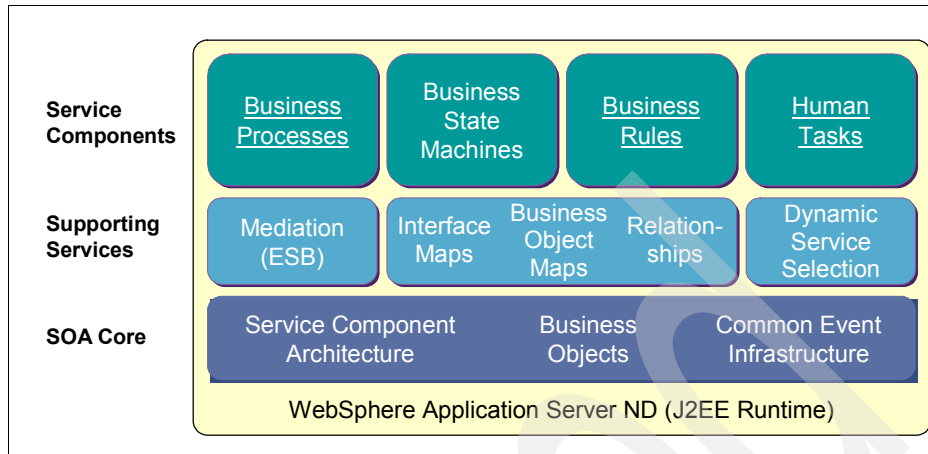 Service
Components
Business
Processes
Business
State
Machines
Business
Rules
Human
Tasks
Supporting
Services
Mediation
(ESB)
Interface
Maps
Business
Object
Maps
Relation-
ships
Dynamic
Service
Selection
SOA Core
Service Component
Architecture
Business
Objects
Common Event
Infrastructure
WebSphere Application Server ND (J2EE Runtime)